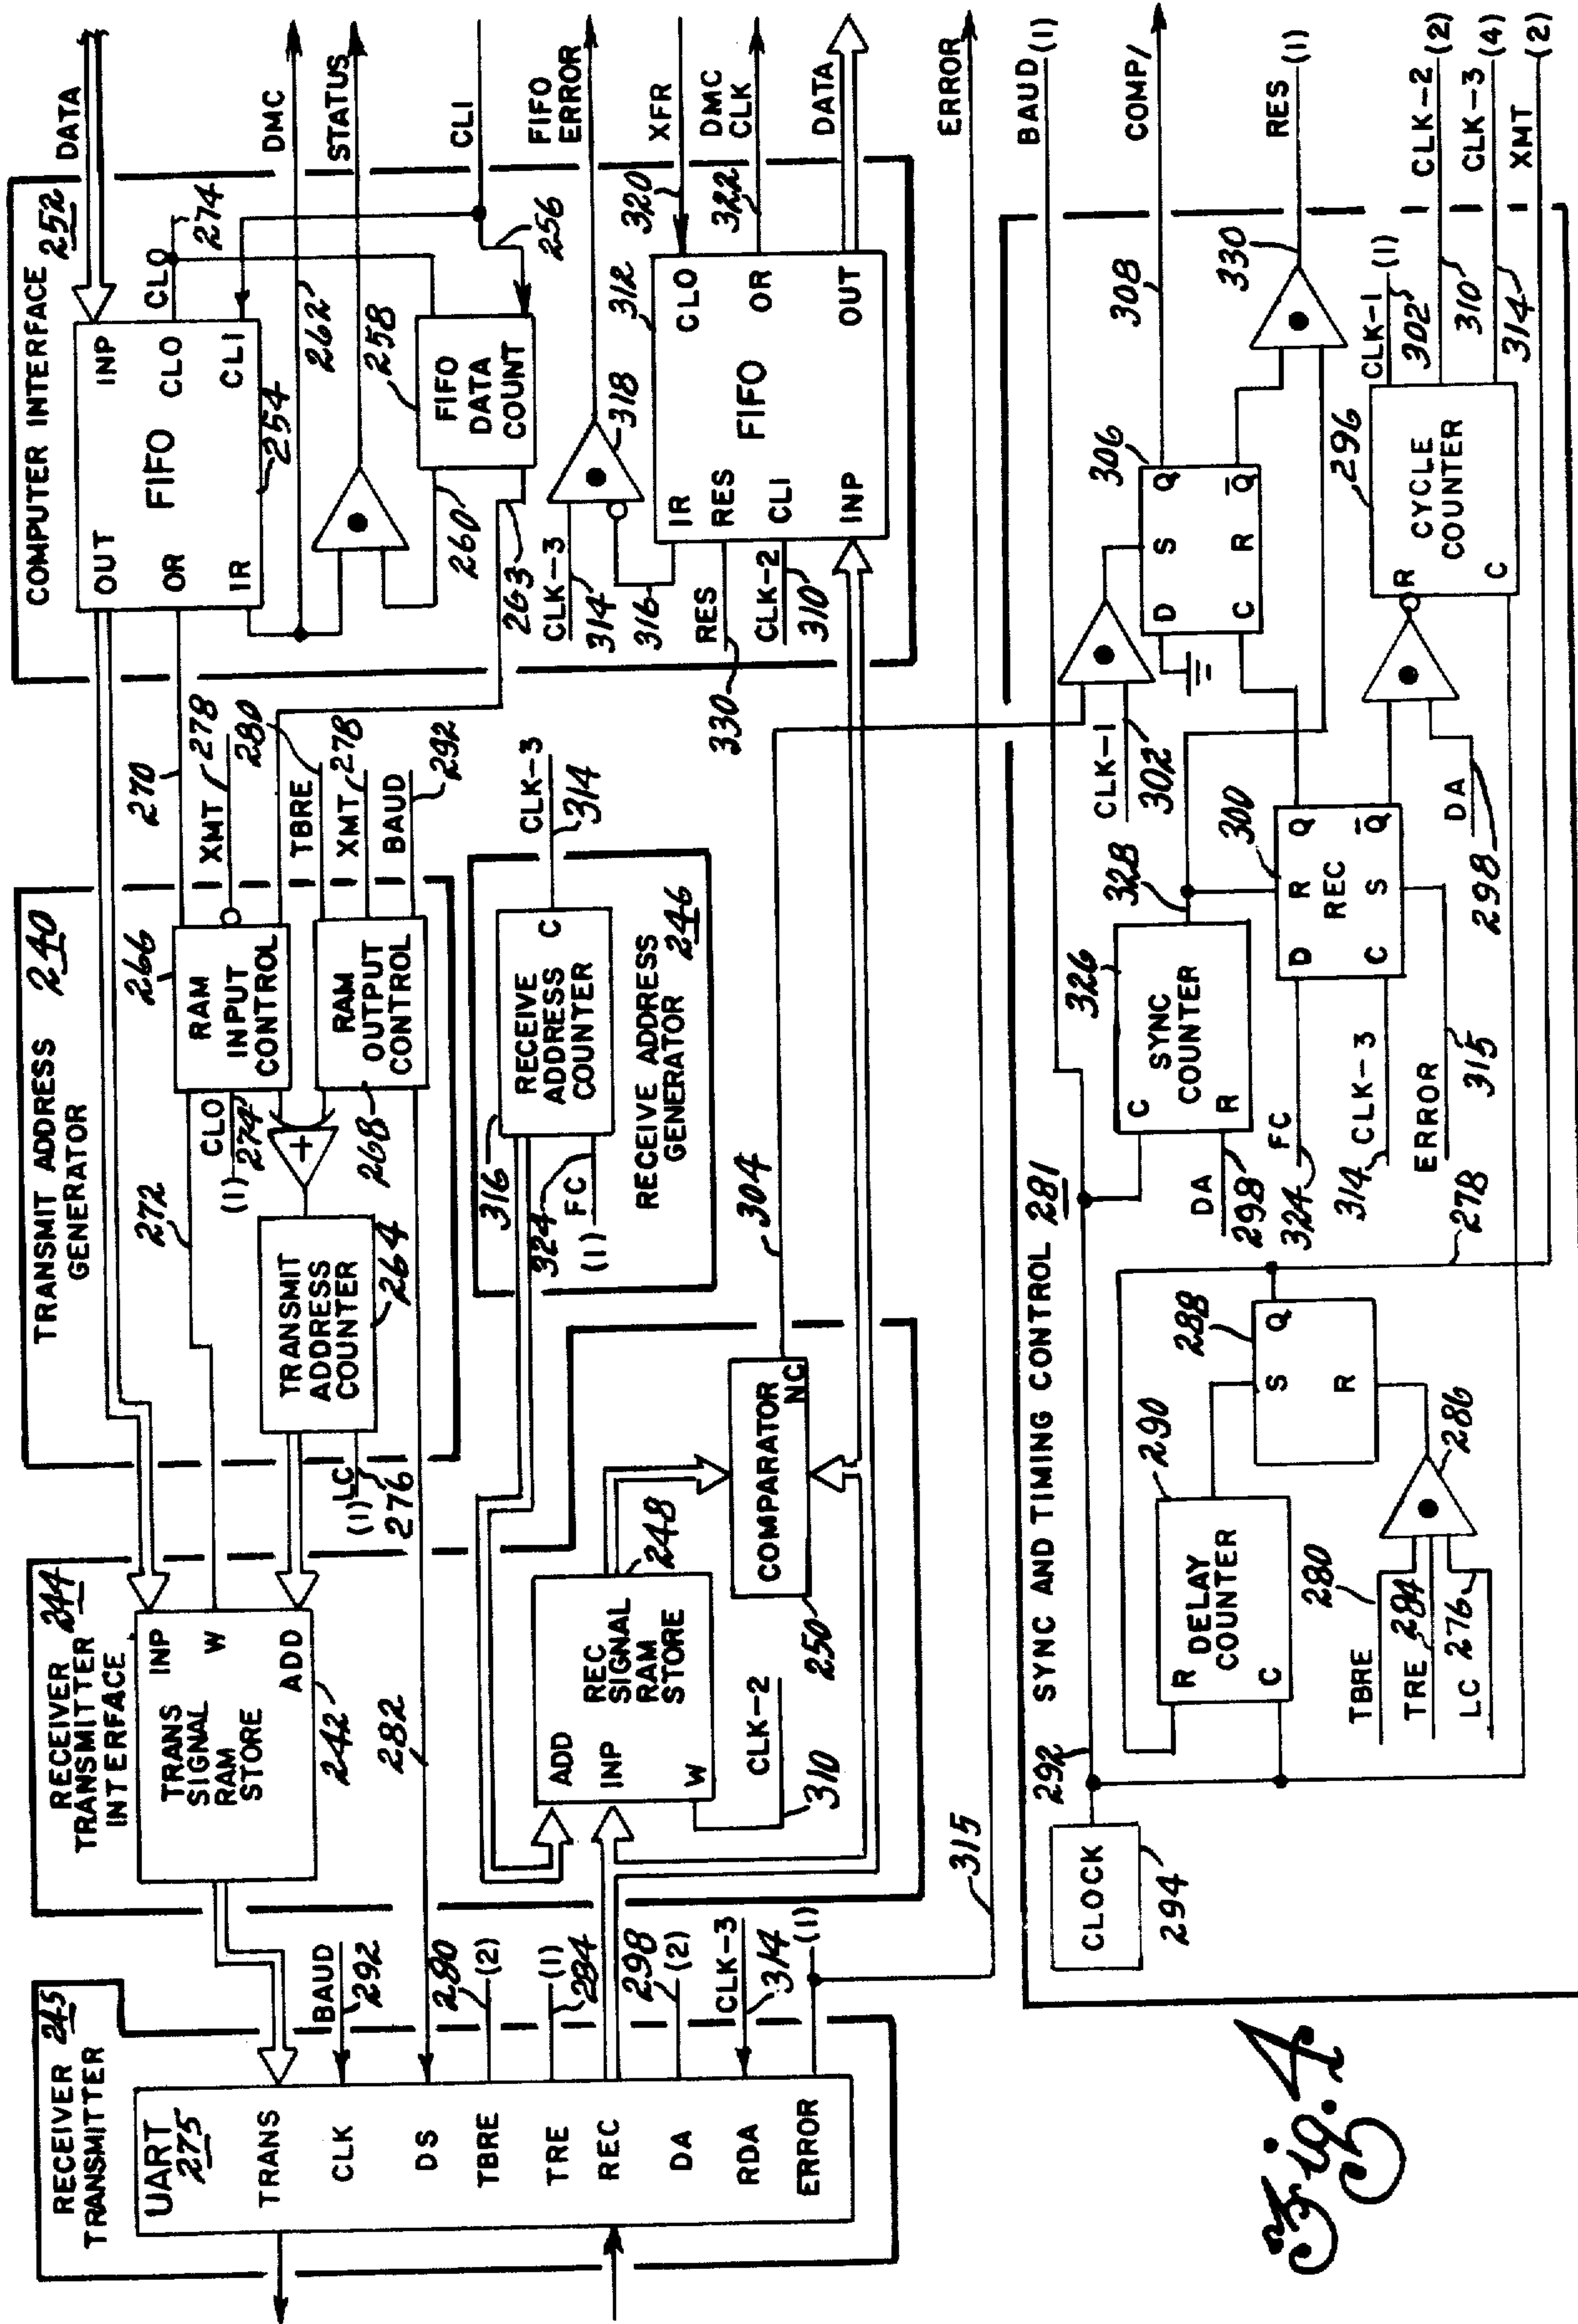 RECEIVER 245
TRANSMITTER
UART
275
TRANS
CLK
DS
TBRE
TRE
REC
DA
RDA
ERROR
BAUD
292
280
(2)
(1)
284
298
(2)
CLK-3
314
(1)
315
RECEIVER 244
TRANSMITTER
INTERFACE
TRANS
SIGNAL
RAM
STORE
INP
W
ADD
242
282
ADD
INP
W
REC
SIGNAL
RAM
STORE
248
CLK-2
310
COMPARATOR
NC
250
304
TRANSMIT ADDRESS
GENERATOR
240
272
266
RAM
INPUT
CONTROL
(1)
CLO
274
RAM
OUTPUT
CONTROL
268
+
TRANSMIT
ADDRESS
COUNTER
264
(1)
LC
276
270
XMT
278
280
TBRE
XMT
278
BAUD
292
316
RECEIVE
ADDRESS
COUNTER
C
CLK-3
314
324
FC
(1)
RECEIVE ADDRESS
GENERATOR
246
COMPUTER INTERFACE
252
OUT
INP
OR
FIFO
CLO
IR
CLI
254
CLO
274
262
258
FIFO
DATA
COUNT
256
260
263
CLK-3
314
316
318
312
IR
CLO
RES
OR
CLI
FIFO
INP
OUT
RES
330
CLK-2
310
320
322
DATA
DMC
STATUS
CLI
FIFO
ERROR
XFR
DMC
CLK
DATA
ERROR
BAUD (1)
COMP/
RES (1)
CLK-2 (2)
CLK-3 (4)
XMT (2)
SYNC AND TIMING CONTROL 281
292
CLOCK
294
290
R
DELAY
COUNTER
C
288
S
Q
R
286
TBRE
280
TRE
284
LC
276
278
326
C
SYNC
COUNTER
R
328
DA
298
FC
324
CLK-3
314
ERROR
315
300
D
R
Q
REC
C
S
Q
DA
298
CLK-1
302
306
D
S
Q
C
R
Q
308
330
296
R
CYCLE
COUNTER
C
CLK-1 (1)
302
310
314
Fig. 4